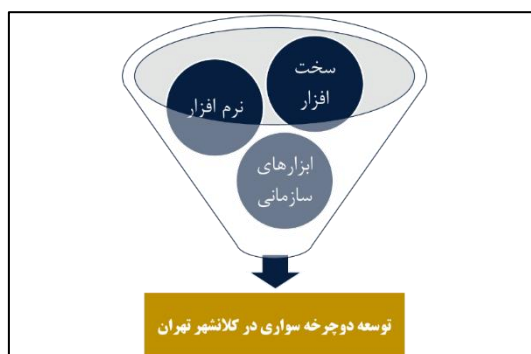 سخت
افزار
نرم افزار
ابزارهای
سازمانی
توسعه دوچرخه سواری در کلانشهر تهران